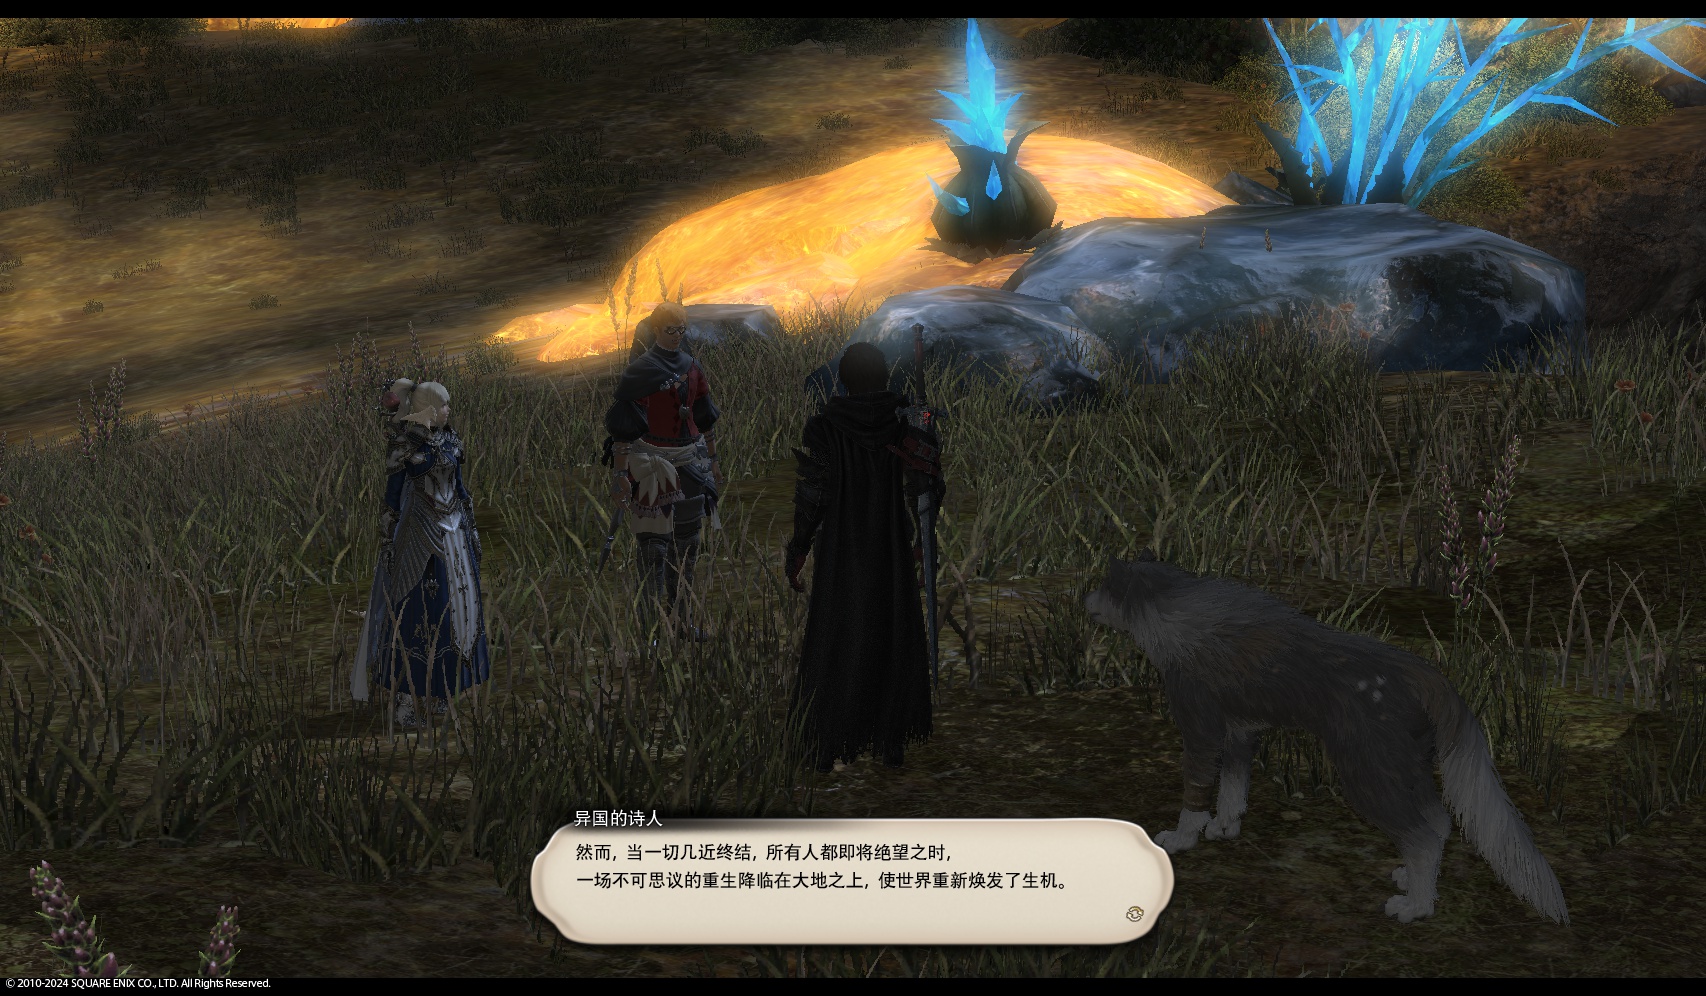 异国的诗人
然而, 当一切几近终结, 所有人都即将绝望之时,
一场不可思议的重生降临在大地之上, 使世界重新焕发了生机。
© 2010-2024 SQUARE ENIX CO., LTD. All Rights Reserved.